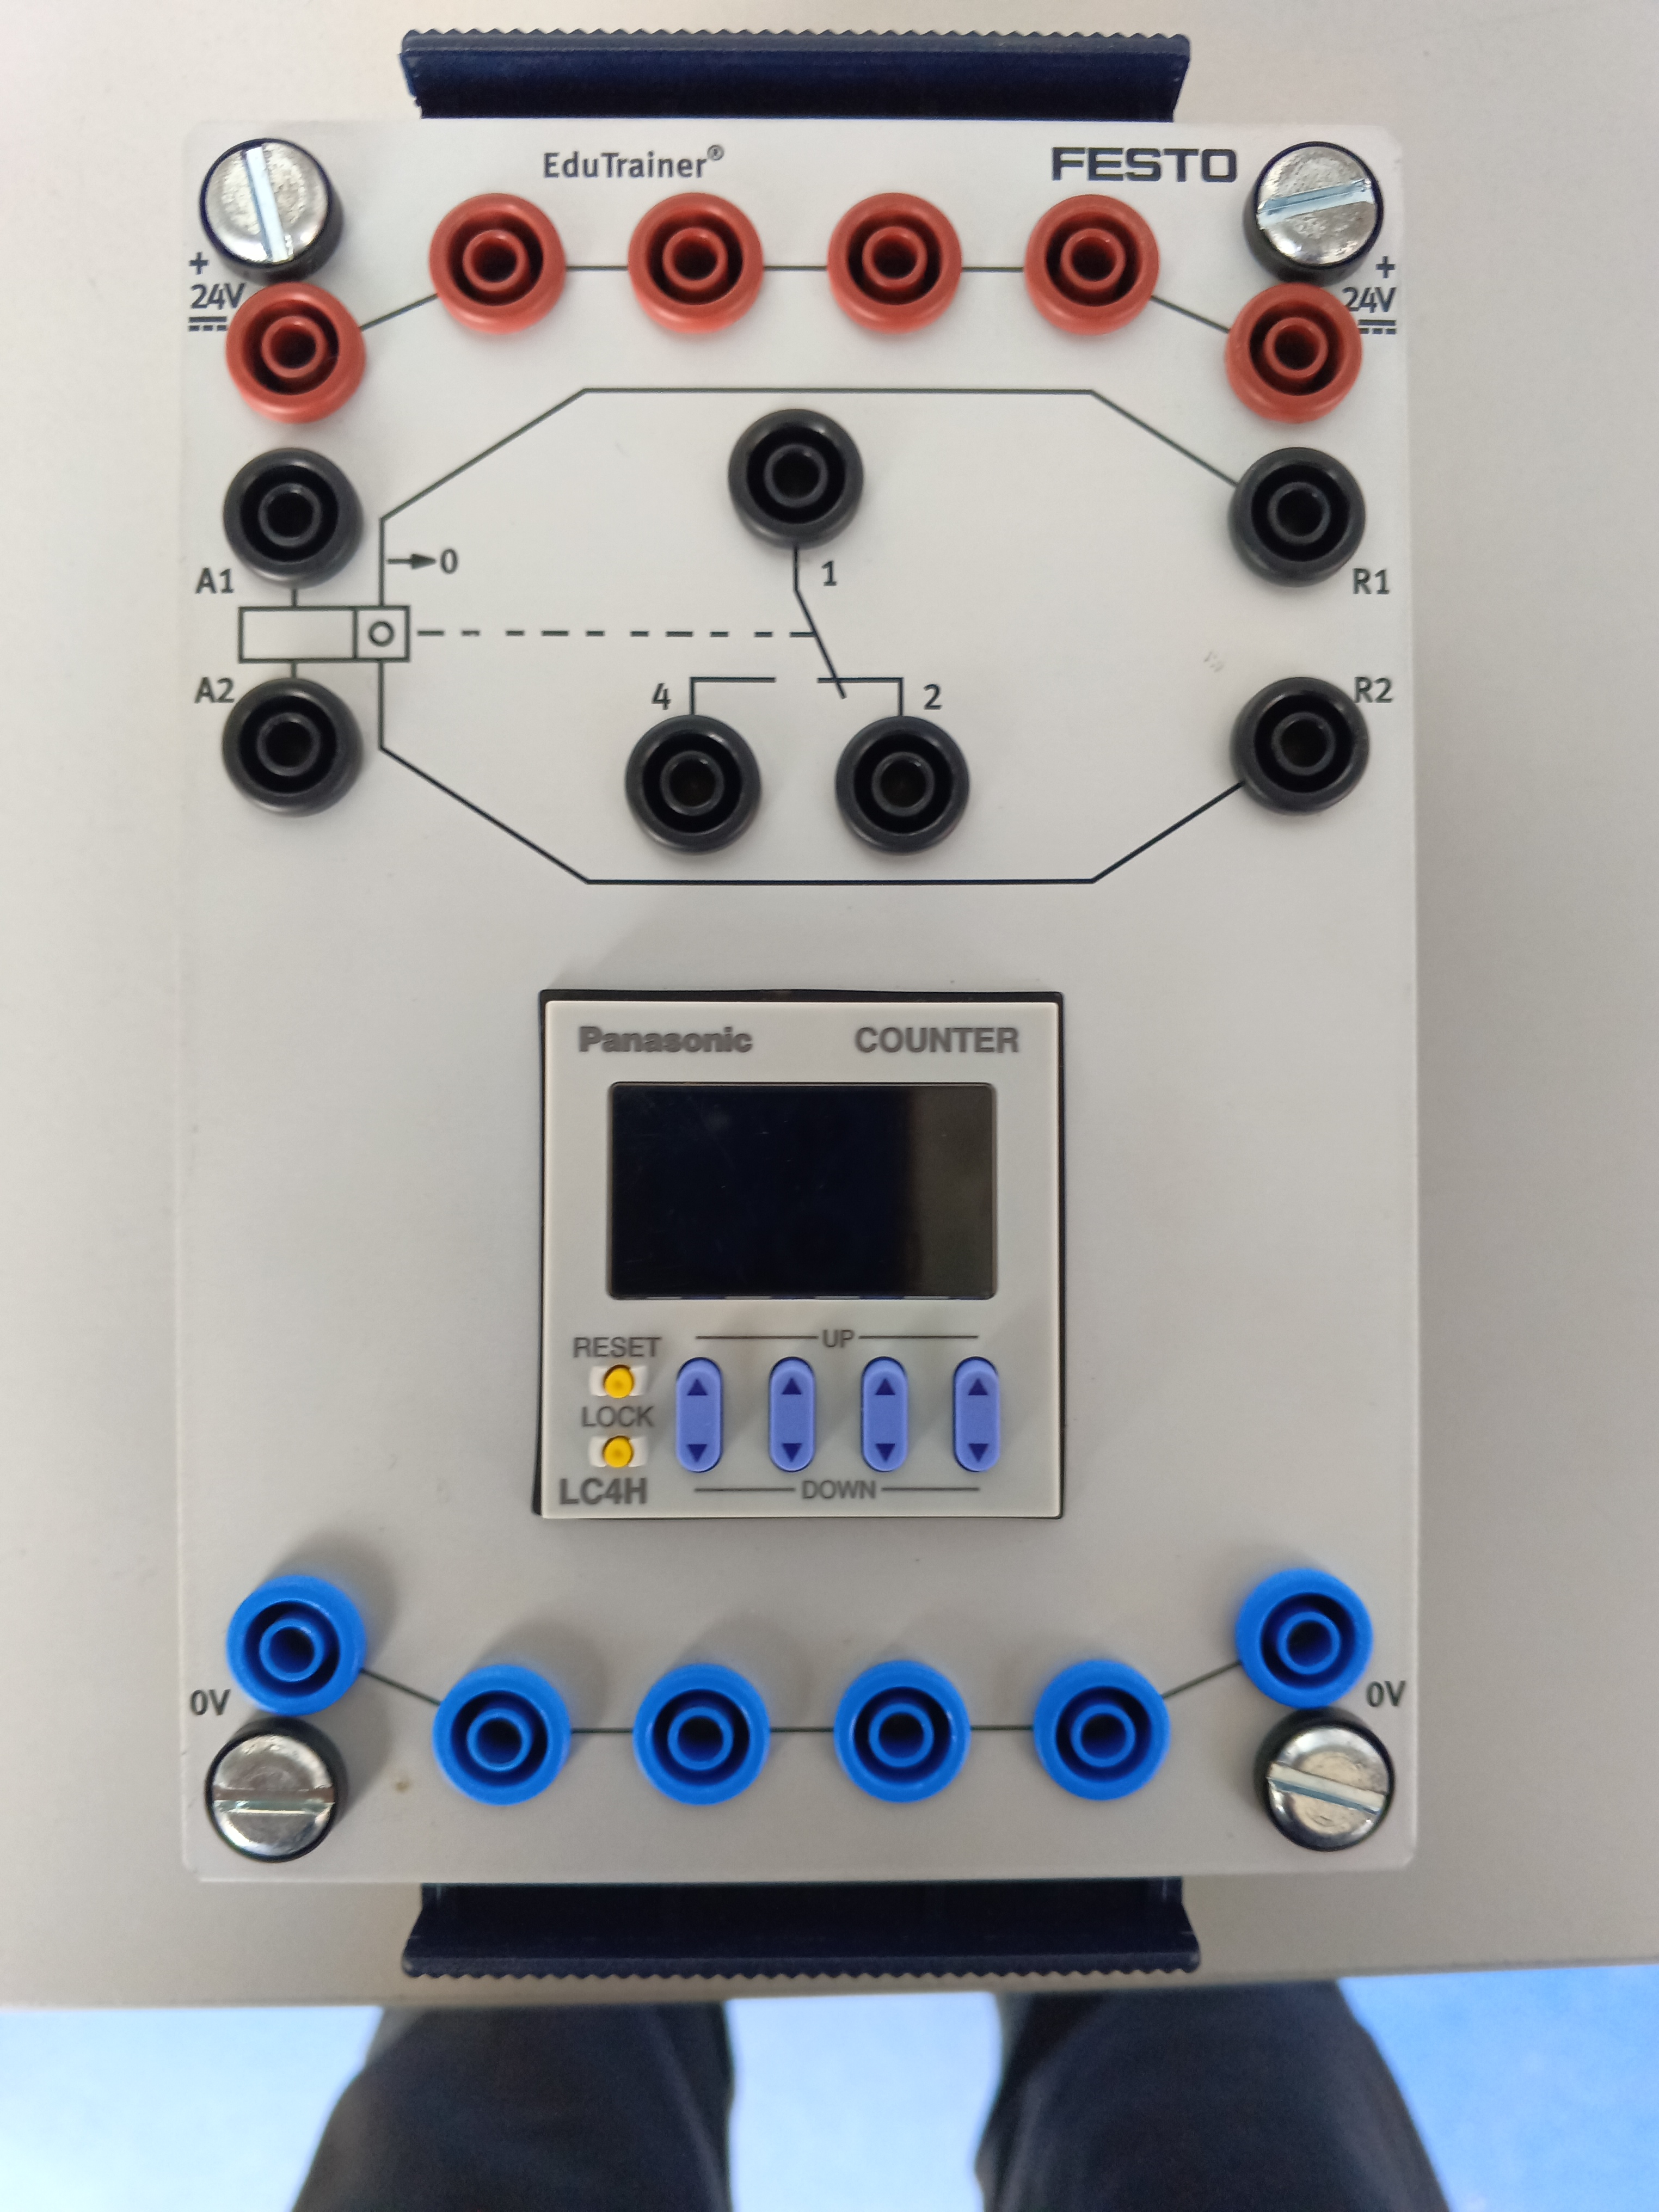 EduTrainer® FESTO
+ +
24V 24V
A1 →0 1 R1
A2 4 2 R2
Panasonic COUNTER
UP
RESET
LOCK
LC4H DOWN
0V 0V